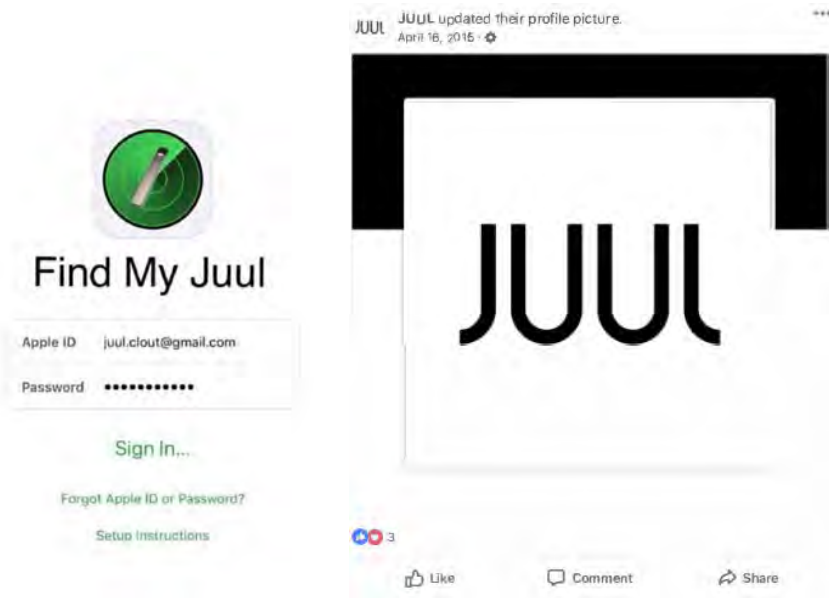 Find My Juul
Apple ID juul.clout@gmail.com
Password •••••••••••
Sign In...
Forgot Apple ID or Password?
Setup Instructions
JUUL JUUL updated their profile picture.
April 16, 2015 ·
JUUL
3
Like Comment Share